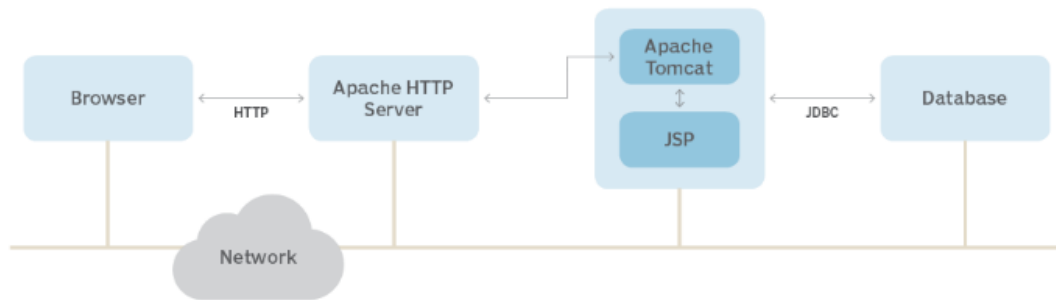 Browser
HTTP
Apache HTTP
Server
Apache
Tomcat
JSP
JDBC
Database
Network